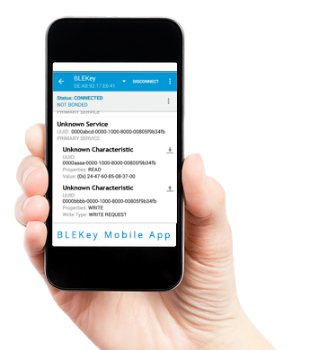 BLEKey
DISCONNECT
Status: CONNECTED
NOT BONDED
PRIMARY SERVICE
Unknown Service
UUID: 0000abcd-0000-1000-8000-00805f9b34fb
PRIMARY SERVICE
Unknown Characteristic
UUID:
0000aaaa-0000-1000-8000-00805f9b34fb
Properties: READ
Value: (0x) 24-47-60-85-08-37-00
Unknown Characteristic
UUID:
0000bbbb-0000-1000-8000-00805f9b34fb
Properties: WRITE
Write Type: WRITE REQUEST
BLEKey Mobile App